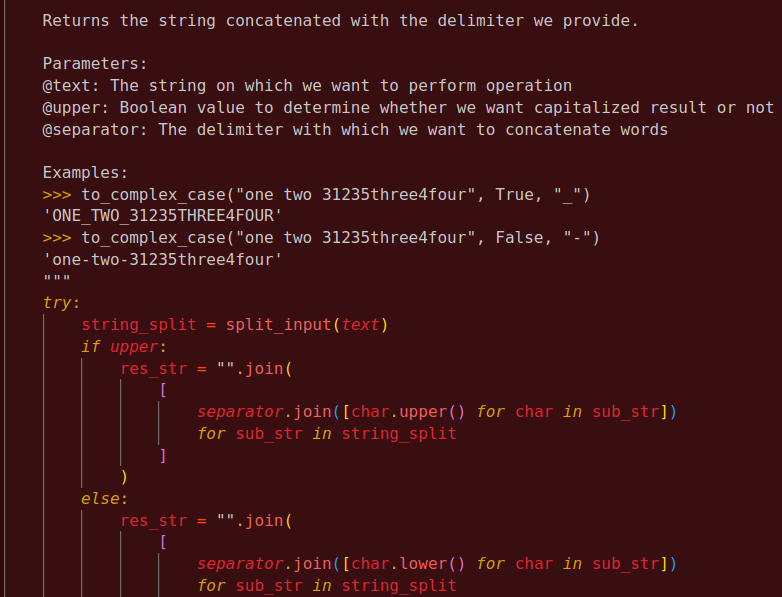 Returns the string concatenated with the delimiter we provide.

Parameters:
@text: The string on which we want to perform operation
@upper: Boolean value to determine whether we want capitalized result or not
@separator: The delimiter with which we want to concatenate words

Examples:
>>> to_complex_case("one two 31235three4four", True, "_")
'ONE_TWO_31235THREE4FOUR'
>>> to_complex_case("one two 31235three4four", False, "-")
'one-two-31235three4four'
"""
try:
    string_split = split_input(text)
    if upper:
        res_str = "".join(
            [
                separator.join([char.upper() for char in sub_str])
                for sub_str in string_split
            ]
        )
    else:
        res_str = "".join(
            [
                separator.join([char.lower() for char in sub_str])
                for sub_str in string_split